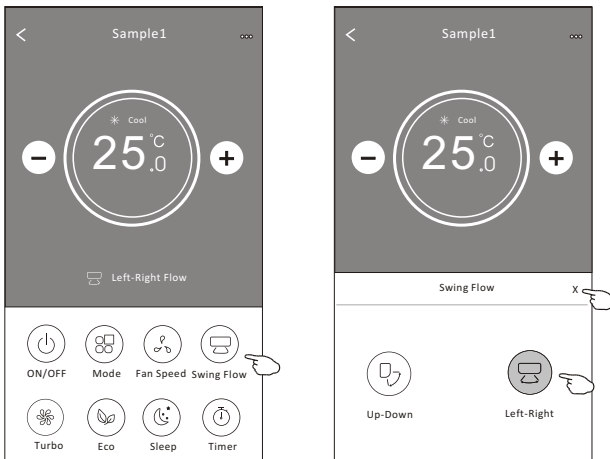 Sample1
Cool
25.0°C
Left-Right Flow
ON/OFF Mode Fan Speed Swing Flow
Turbo Eco Sleep Timer
Sample1
Cool
25.0°C
Swing Flow X
Up-Down Left-Right